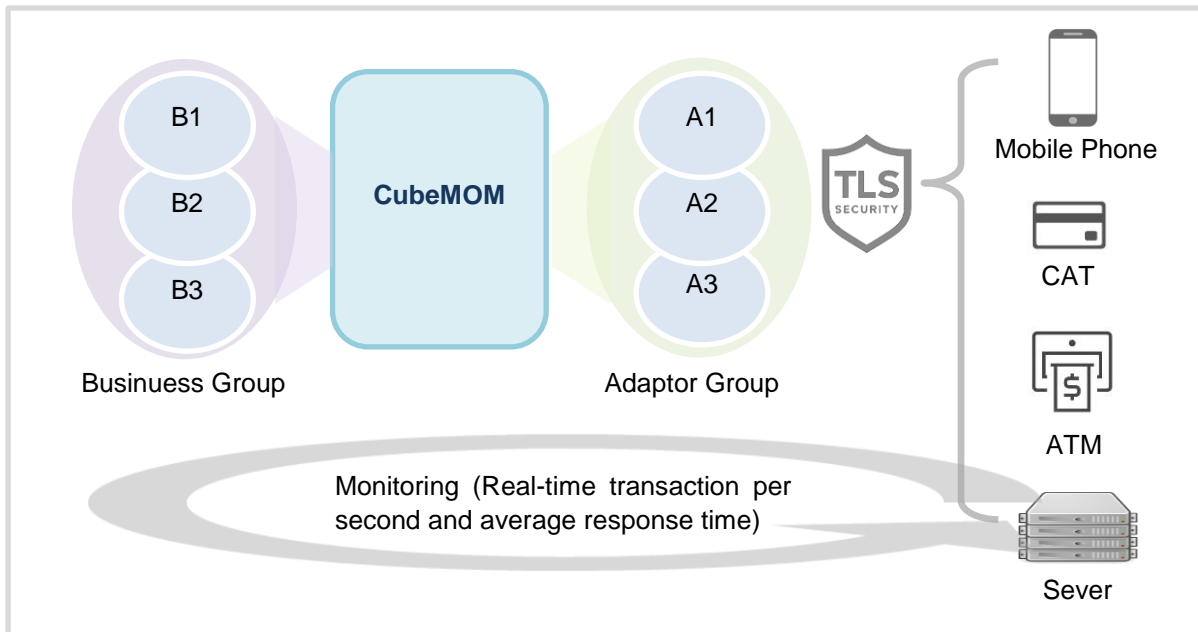 B1
B2
B3
Businuess Group
CubeMOM
A1
A2
A3
Adaptor Group
TLS
SECURITY
Mobile Phone
CAT
$
ATM
Sever
Monitoring (Real-time transaction per
second and average response time)